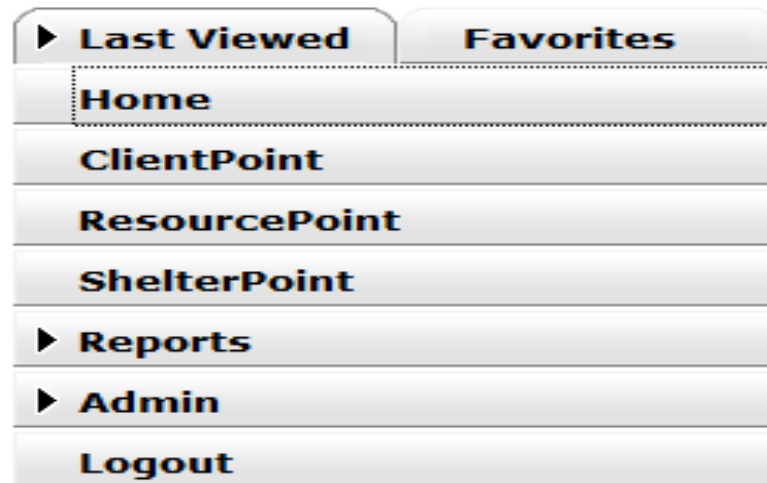 Last Viewed Favorites
Home
ClientPoint
ResourcePoint
ShelterPoint
Reports
Admin
Logout